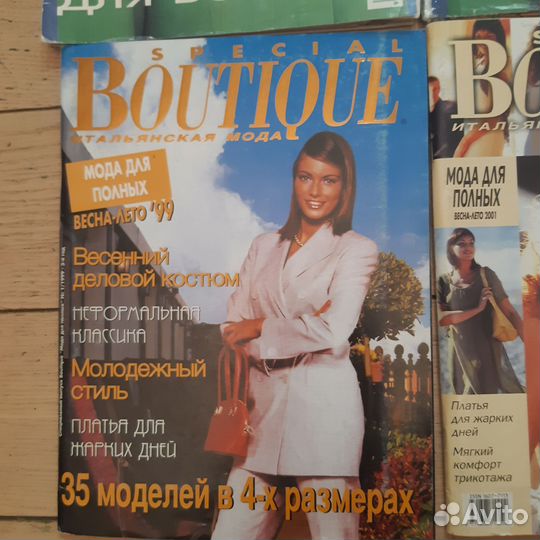 ДЛЯ
SPECIAL
BOUTIQUE
ИТАЛЬЯНСКАЯ МОДА
МОДА ДЛЯ
ПОЛНЫХ
ВЕСНА-ЛЕТО '99
Весенний
деловой костюм
НЕФОРМАЛЬНАЯ
КЛАССИКА
Молодежный
стиль
ПЛАТЬЯ ДЛЯ
ЖАРКИХ ДНЕЙ
35 моделей в 4-х размерах
S
BO
МОДА ДЛЯ
ПОЛНЫХ
ВЕСНА-ЛЕТО 2001
Платья
для жарких
дней
Мягкий
комфорт
трикотажа
Avito